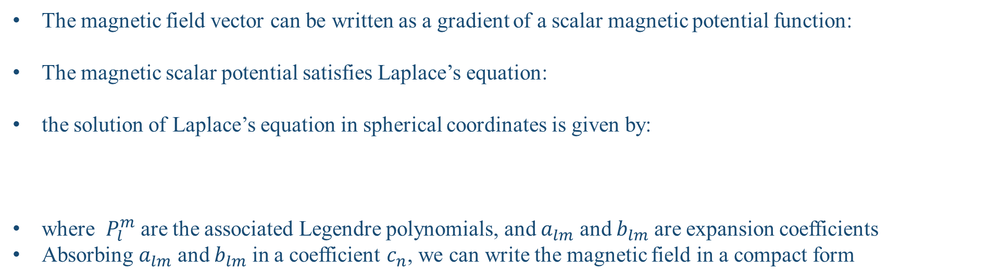 • The magnetic field vector can be written as a gradient of a scalar magnetic potential function:
• The magnetic scalar potential satisfies Laplace’s equation:
• the solution of Laplace’s equation in spherical coordinates is given by:
• where $P_l^m$ are the associated Legendre polynomials, and $a_{lm}$ and $b_{lm}$ are expansion coefficients
• Absorbing $a_{lm}$ and $b_{lm}$ in a coefficient $c_n$, we can write the magnetic field in a compact form